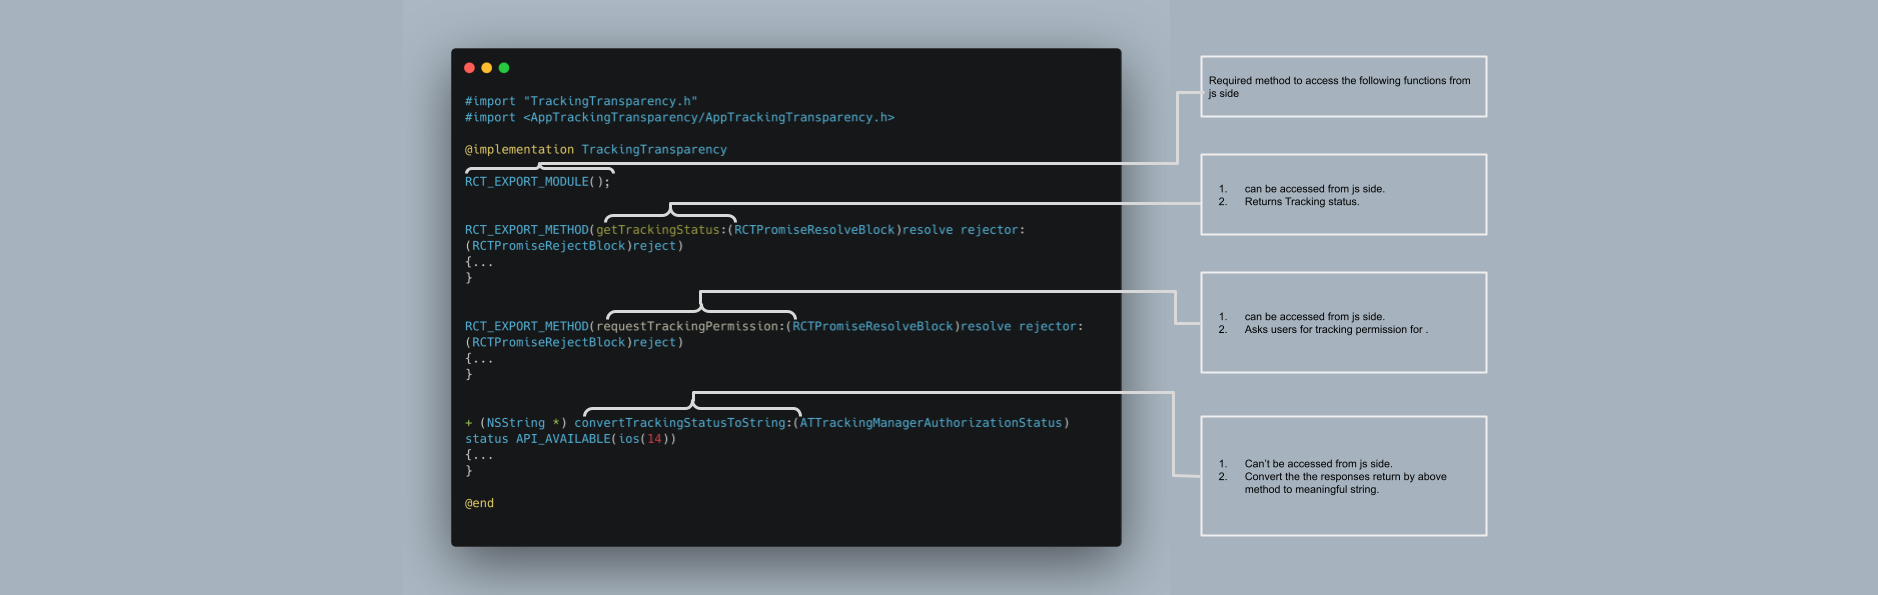 #import "TrackingTransparency.h"
#import <AppTrackingTransparency/AppTrackingTransparency.h>
@implementation TrackingTransparency
RCT_EXPORT_MODULE();
RCT_EXPORT_METHOD(getTrackingStatus:(RCTPromiseResolveBlock)resolve rejector:
(RCTPromiseRejectBlock)reject)
{...
}
RCT_EXPORT_METHOD(requestTrackingPermission:(RCTPromiseResolveBlock)resolve rejector:
(RCTPromiseRejectBlock)reject)
{...
}
+ (NSString *) convertTrackingStatusToString:(ATTrackingManagerAuthorizationStatus)
status API_AVAILABLE(ios(14))
{...
}
@end
Required method to access the following functions from
js side
1. can be accessed from js side.
2. Returns Tracking status.
1. can be accessed from js side.
2. Asks users for tracking permission for .
1. Can't be accessed from js side.
2. Convert the the responses return by above
method to meaningful string.